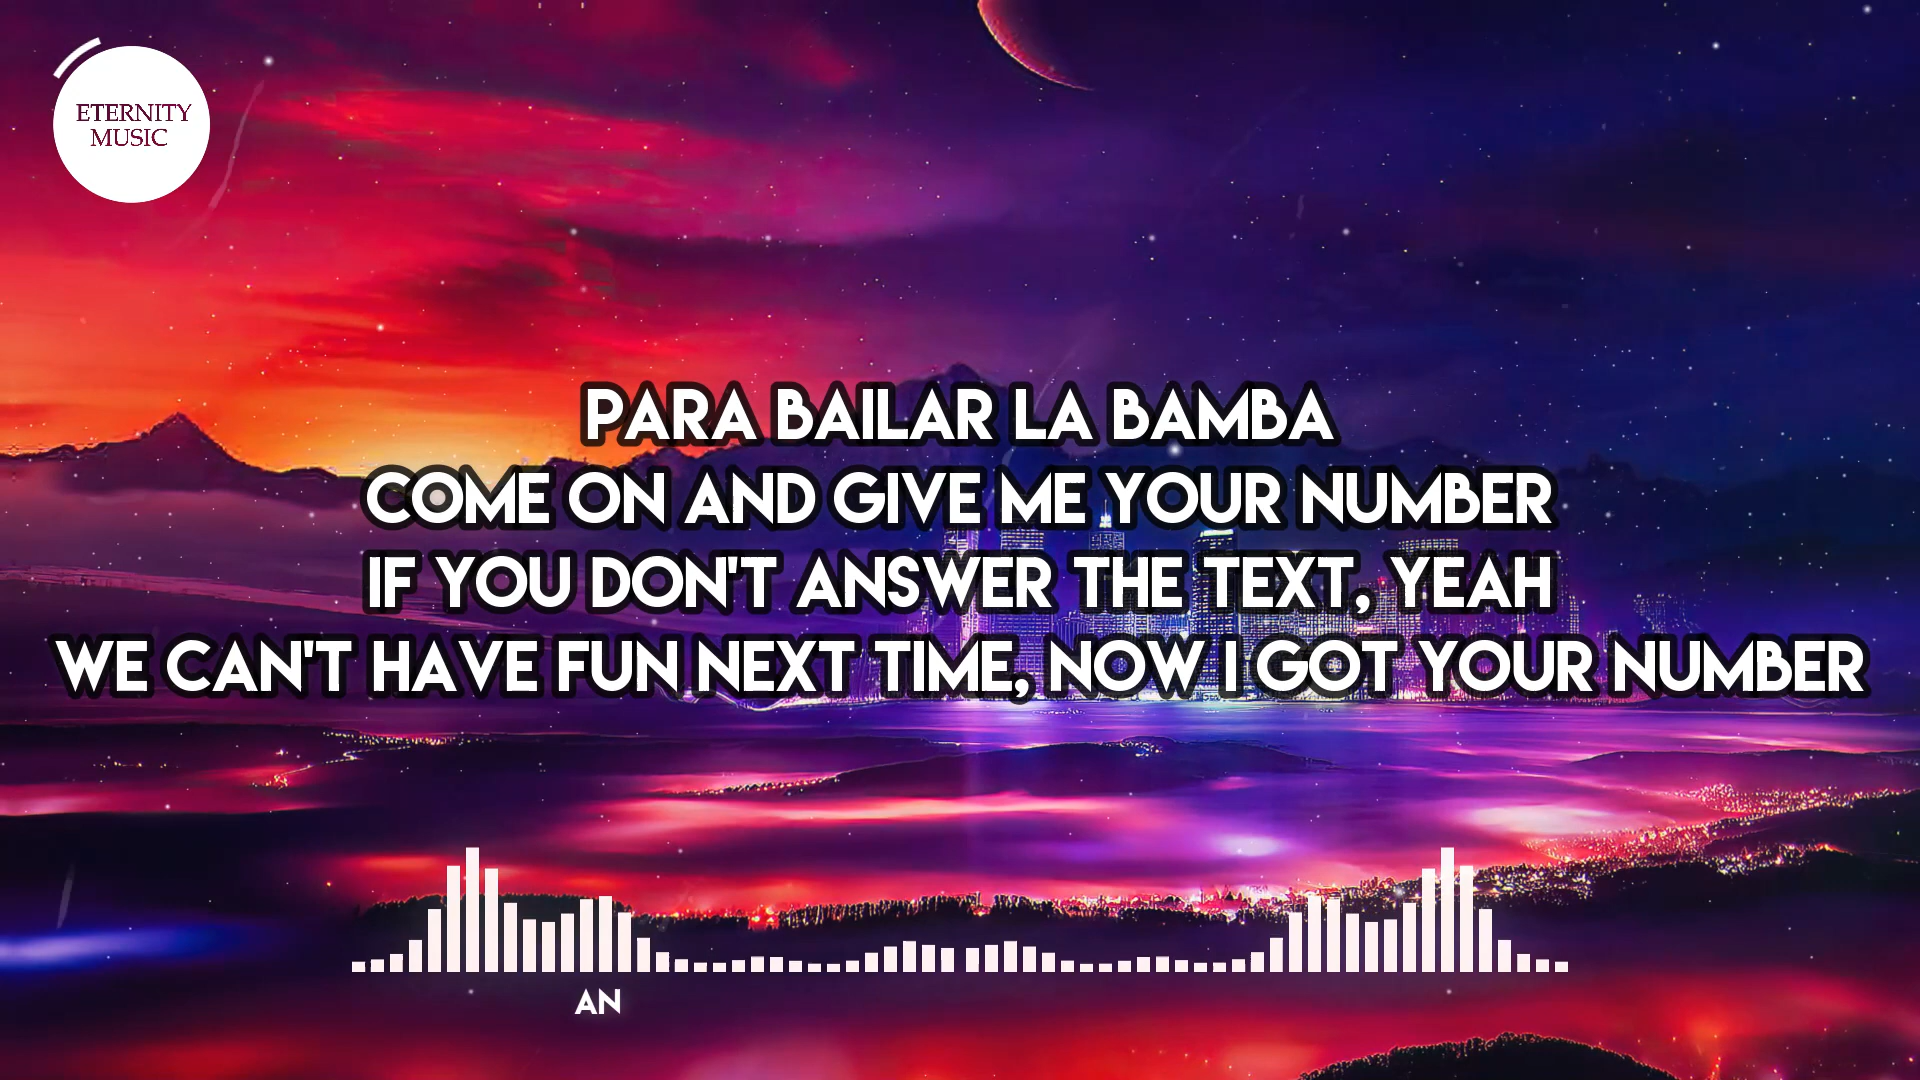 ETERNITY
MUSIC
PARA BAILAR LA BAMBA
COME ON AND GIVE ME YOUR NUMBER
IF YOU DON'T ANSWER THE TEXT, YEAH
WE CAN'T HAVE FUN NEXT TIME, NOW I GOT YOUR NUMBER
AN